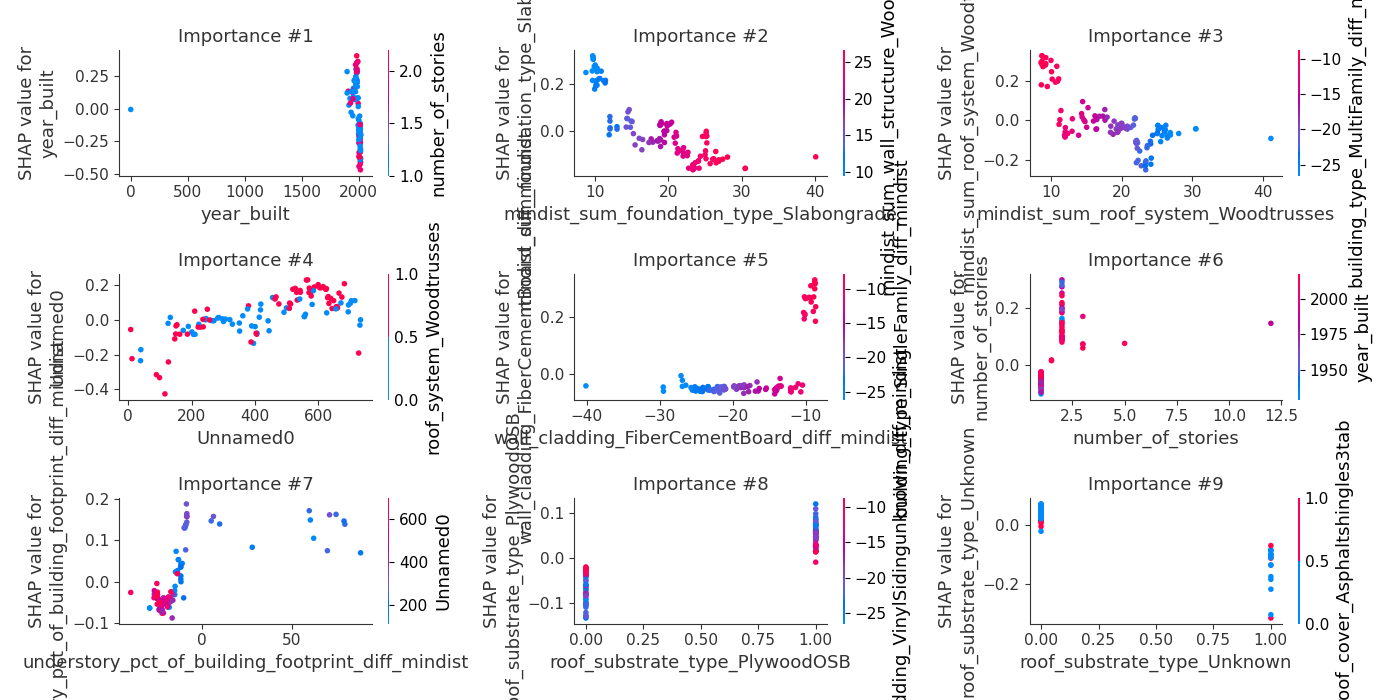 Importance #1
SHAP value for
year_built
0.25
0.00
−0.25
−0.50
0
500
1000
1500
2000
year_built
2.0
1.5
1.0
number_of_stories
Importance #2
SHAP value for
0.2
0.0
10
20
30
40
mindist_sum_foundation_type_Slabongrade
25
20
15
10
Importance #3
SHAP value for
0.2
0.0
−0.2
10
20
30
40
mindist_sum_roof_system_Woodtrusses
−10
−15
−20
−25
Importance #4
SHAP value for
Unnamed0
0.2
0.0
−0.2
−0.4
0
200
400
600
Unnamed0
1.0
0.5
0.0
roof_system_Woodtrusses
Importance #5
SHAP value for
0.2
0.0
−40
−30
−20
−10
wall_cladding_FiberCementBoard_diff_mindist
−10
−15
−20
−25
Importance #6
SHAP value for
number_of_stories
0.2
0.0
2.5
5.0
7.5
10.0
12.5
number_of_stories
2000
1975
1950
year_built
Importance #7
SHAP value for
0.2
0.1
0.0
−0.1
0
50
understory_pct_of_building_footprint_diff_mindist
600
400
200
Unnamed0
Importance #8
SHAP value for
0.1
0.0
−0.1
0.00
0.25
0.50
0.75
1.00
roof_substrate_type_PlywoodOSB
−10
−15
−20
−25
Importance #9
SHAP value for
roof_substrate_type_Unknown
0.0
−0.2
0.00
0.25
0.50
0.75
1.00
roof_substrate_type_Unknown
1.0
0.5
0.0
roof_cover_Asphaltshingles3tab